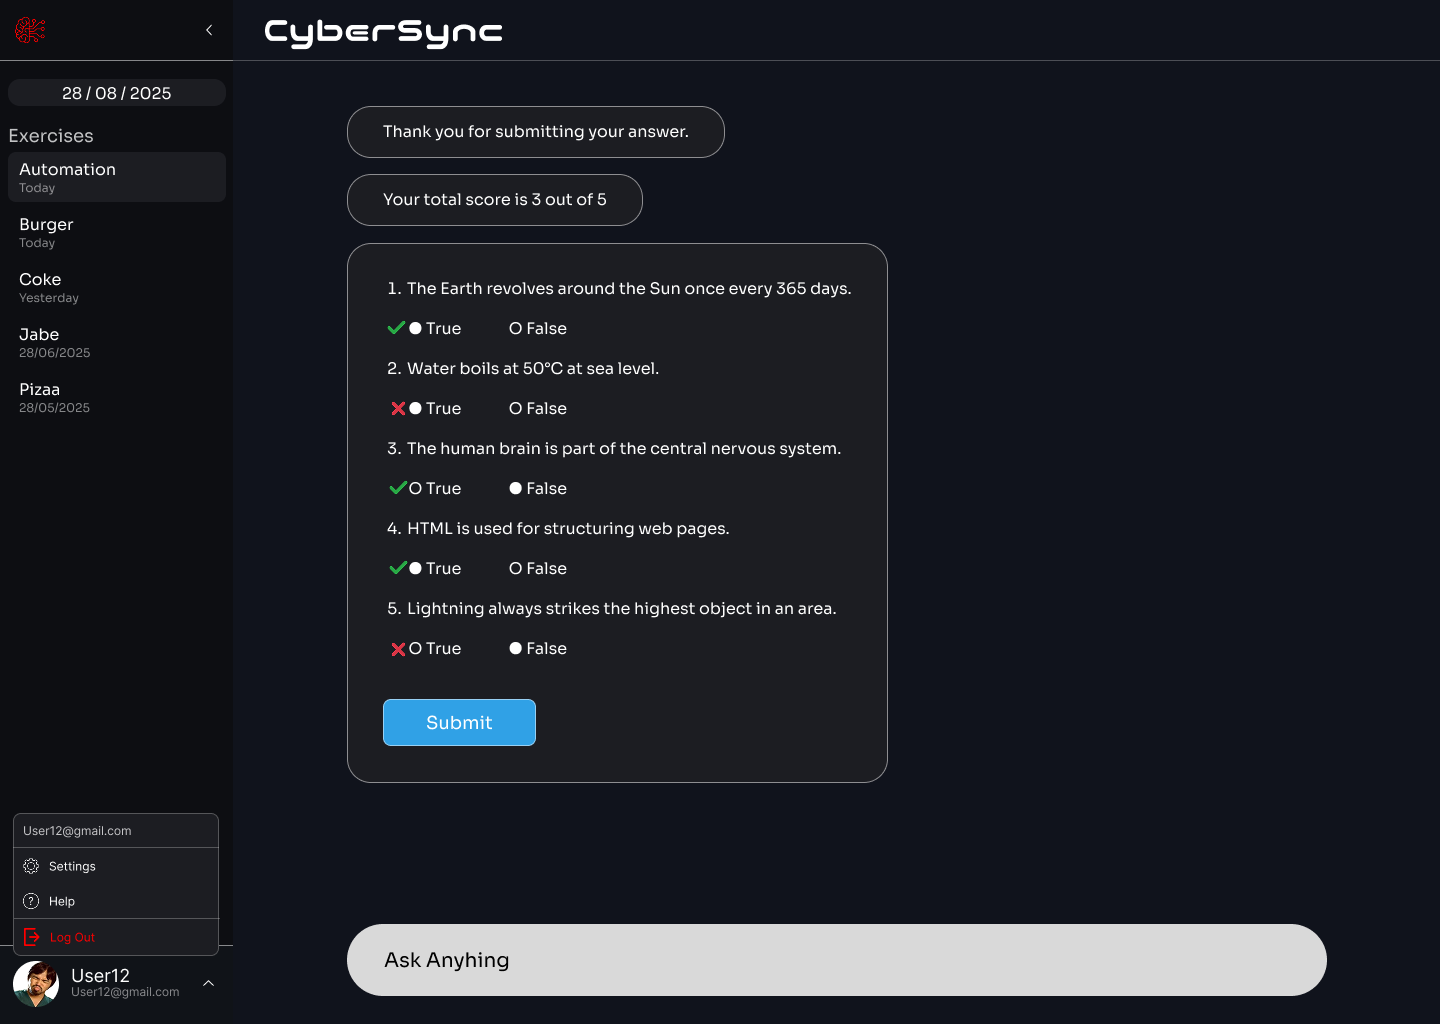 CyberSync
28 / 08 / 2025
Exercises
Automation
Today
Burger
Today
Coke
Yesterday
Jabe
28/06/2025
Pizaa
28/05/2025
User12@gmail.com
Settings
? Help
Log Out
User12
User12@gmail.com
Thank you for submitting your answer.
Your total score is 3 out of 5
1. The Earth revolves around the Sun once every 365 days.
True False
2. Water boils at 50°C at sea level.
True False
3. The human brain is part of the central nervous system.
True False
4. HTML is used for structuring web pages.
True False
5. Lightning always strikes the highest object in an area.
True False
Submit
Ask Anyhing